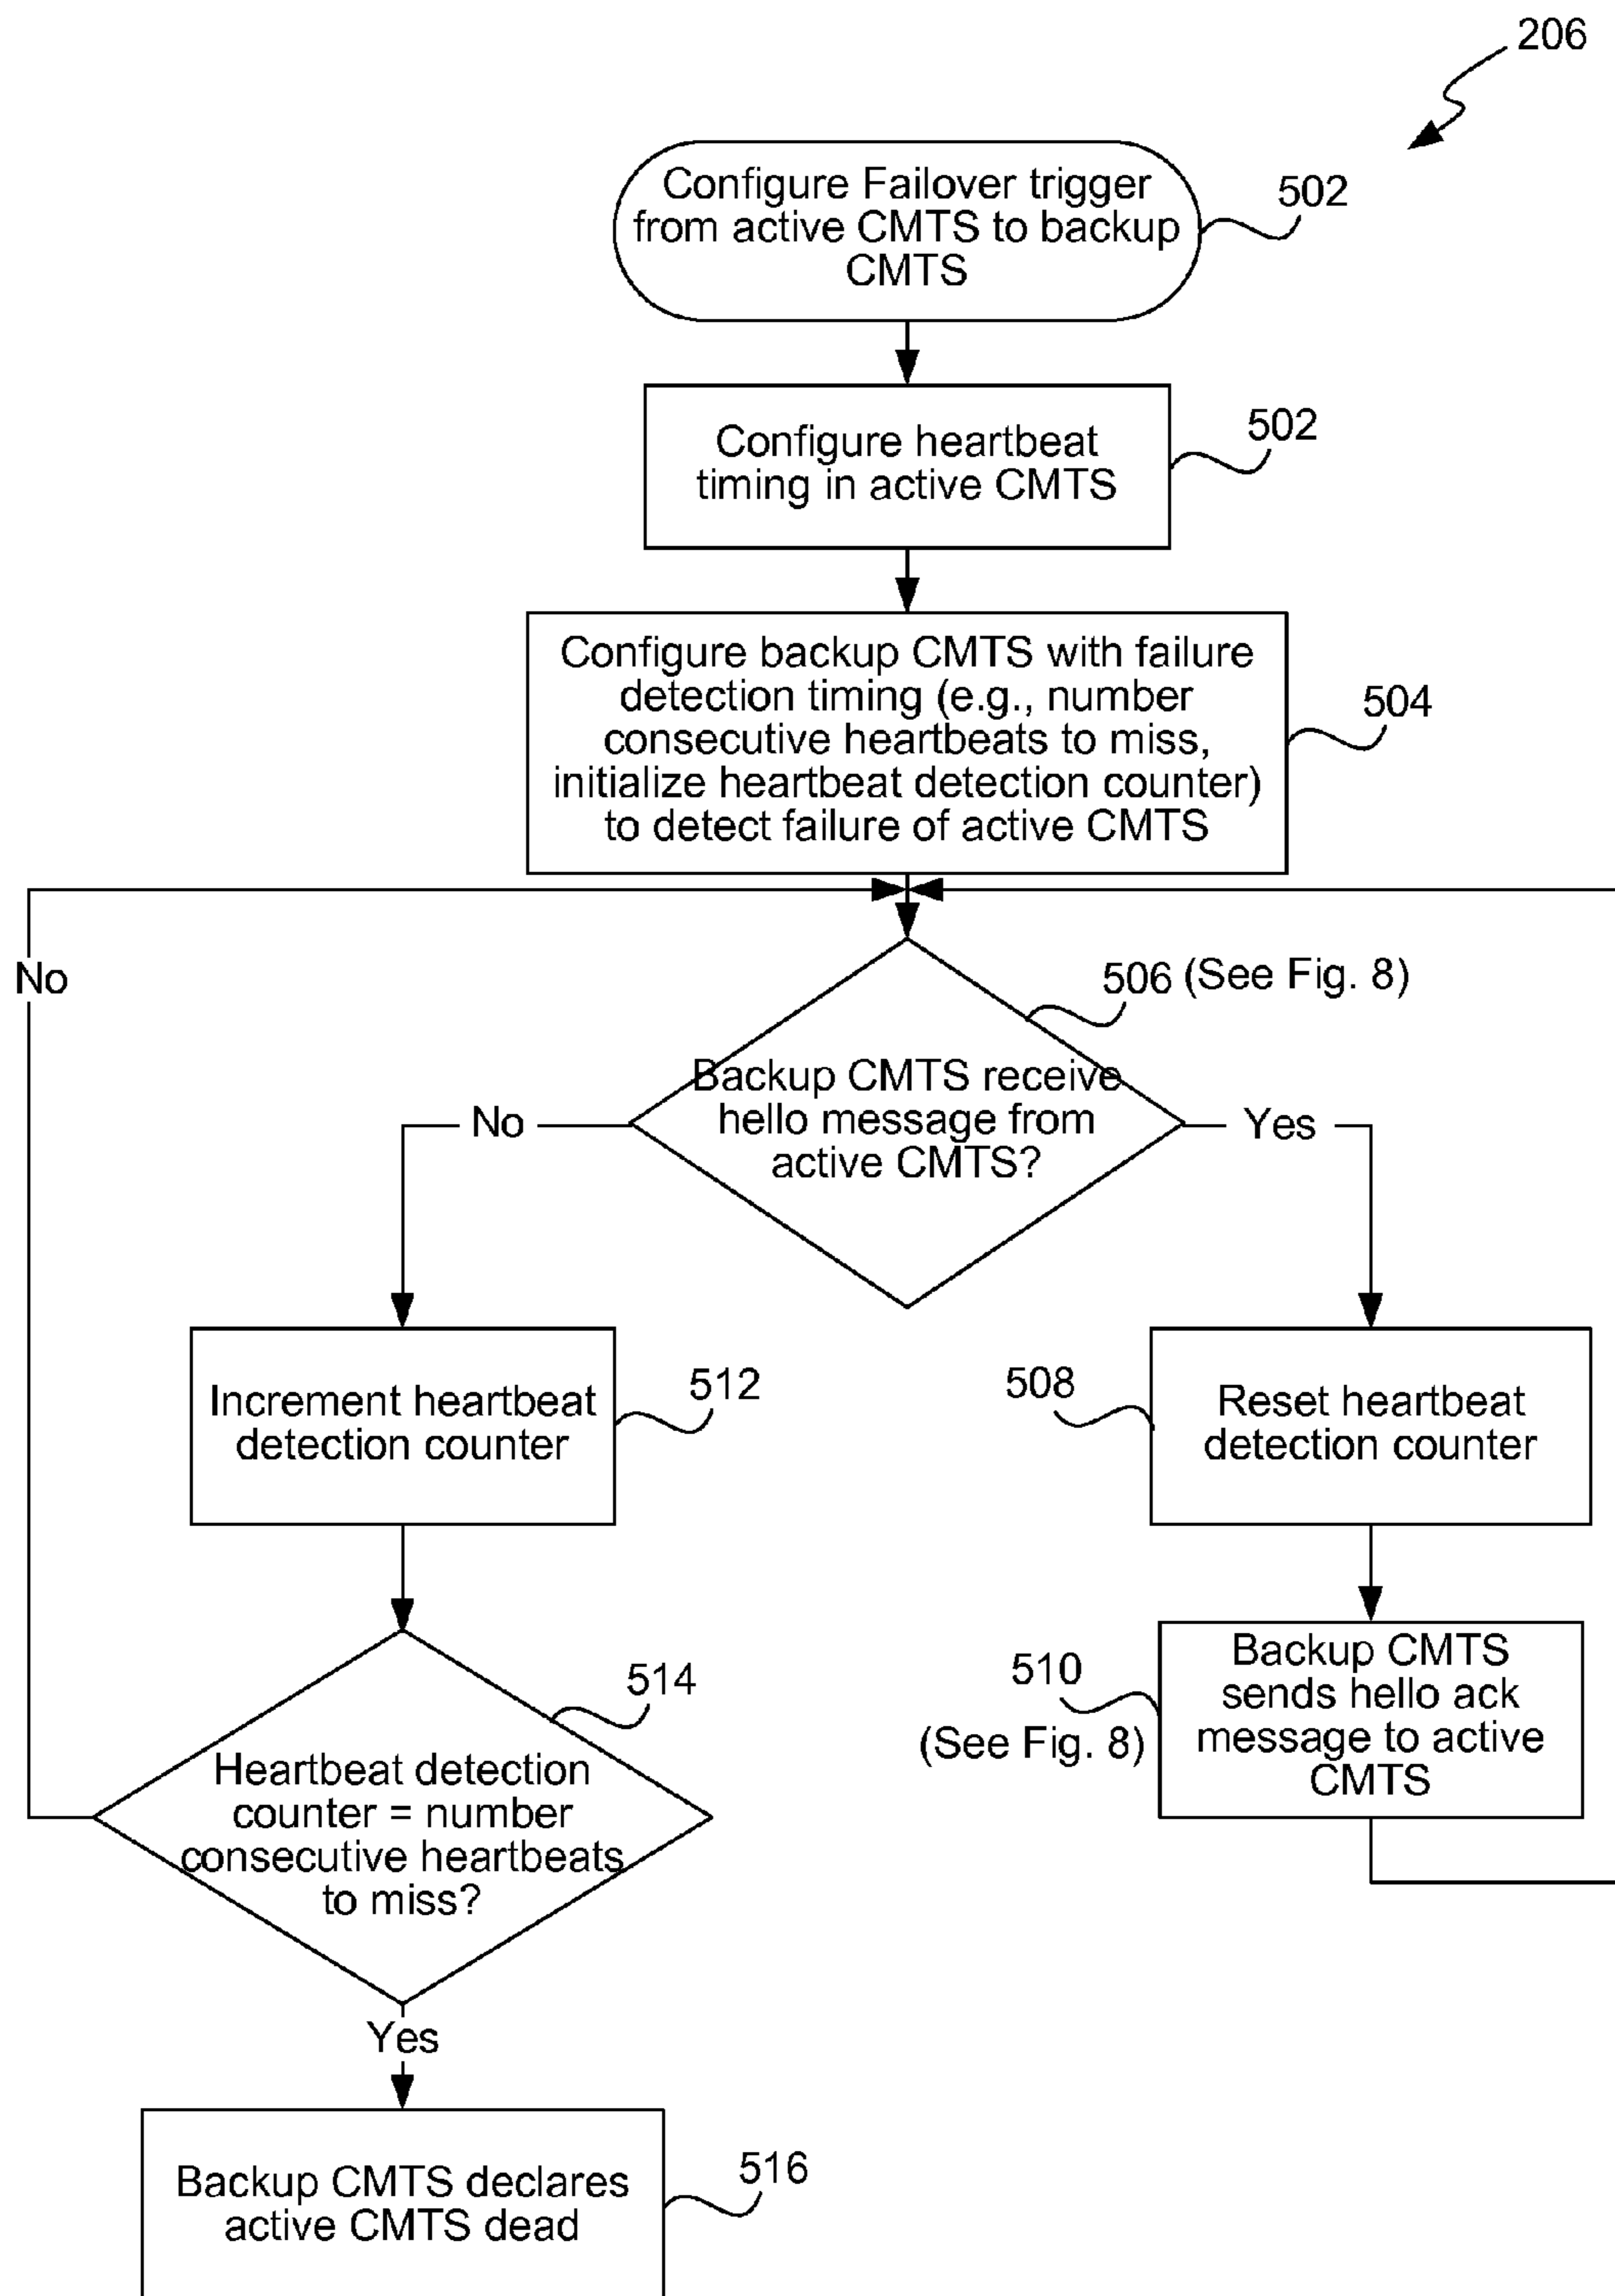 206
Configure Failover trigger
from active CMTS to backup
CMTS
502
Configure heartbeat
timing in active CMTS
502
Configure backup CMTS with failure
detection timing (e.g., number
consecutive heartbeats to miss,
initialize heartbeat detection counter)
to detect failure of active CMTS
504
No
506 (See Fig. 8)
Backup CMTS receive
hello message from
active CMTS?
No
Yes
Increment heartbeat
detection counter
512
508
Reset heartbeat
detection counter
514
Heartbeat detection
counter = number
consecutive heartbeats
to miss?
510
(See Fig. 8)
Backup CMTS
sends hello ack
message to active
CMTS
Yes
Backup CMTS declares
active CMTS dead
516